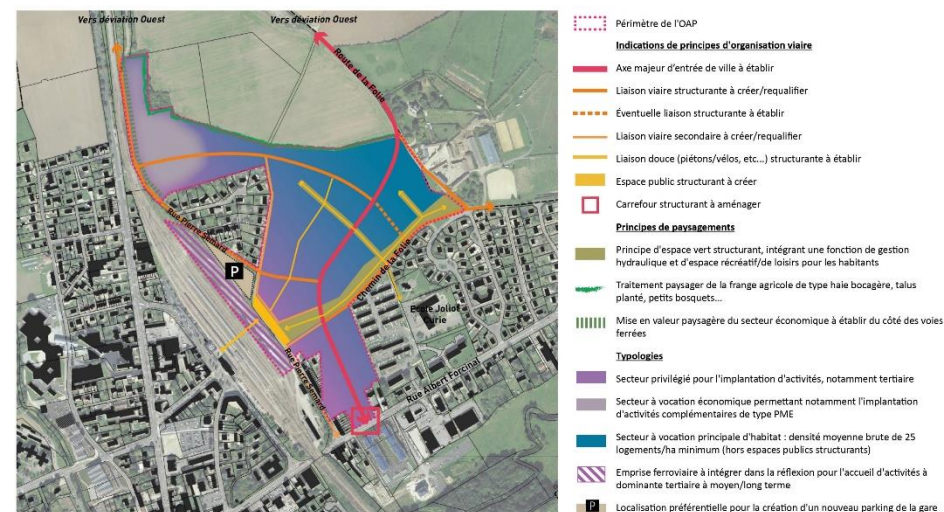 Vers déviation Ouest
Vers déviation Ouest
Route de la Folie
Rue Pierre Sémard
P
Chemin de la Folie
École Joliot
Curie
Rue Pierre Sémard
Rue Albert Forcinal
Périmètre de l'OAP
Indications de principes d'organisation viaire
Axe majeur d'entrée de ville à établir
Liaison viaire structurante à créer/requalifier
Éventuelle liaison structurante à établir
Liaison viaire secondaire à créer/requalifier
Liaison douce (piétons/vélos, etc...) structurante à établir
Espace public structurant à créer
Carrefour structurant à aménager
Principes de paysagements
Principe d'espace vert structurant, intégrant une fonction de gestion
hydraulique et d'espace récréatif/de loisirs pour les habitants
Traitement paysager de la frange agricole de type haie bocagère, talus
planté, petits bosquets...
Mise en valeur paysagère du secteur économique à établir du côté des voies
ferrées
Typologies
Secteur privilégié pour l'implantation d'activités, notamment tertiaire
Secteur à vocation économique permettant notamment l'implantation
d'activités complémentaires de type PME
Secteur à vocation principale d'habitat : densité moyenne brute de 25
logements/ha minimum (hors espaces publics structurants)
Emprise ferroviaire à intégrer dans la réflexion pour l'accueil d'activités à
dominante tertiaire à moyen/long terme
P Localisation préférentielle pour la création d'un nouveau parking de la gare